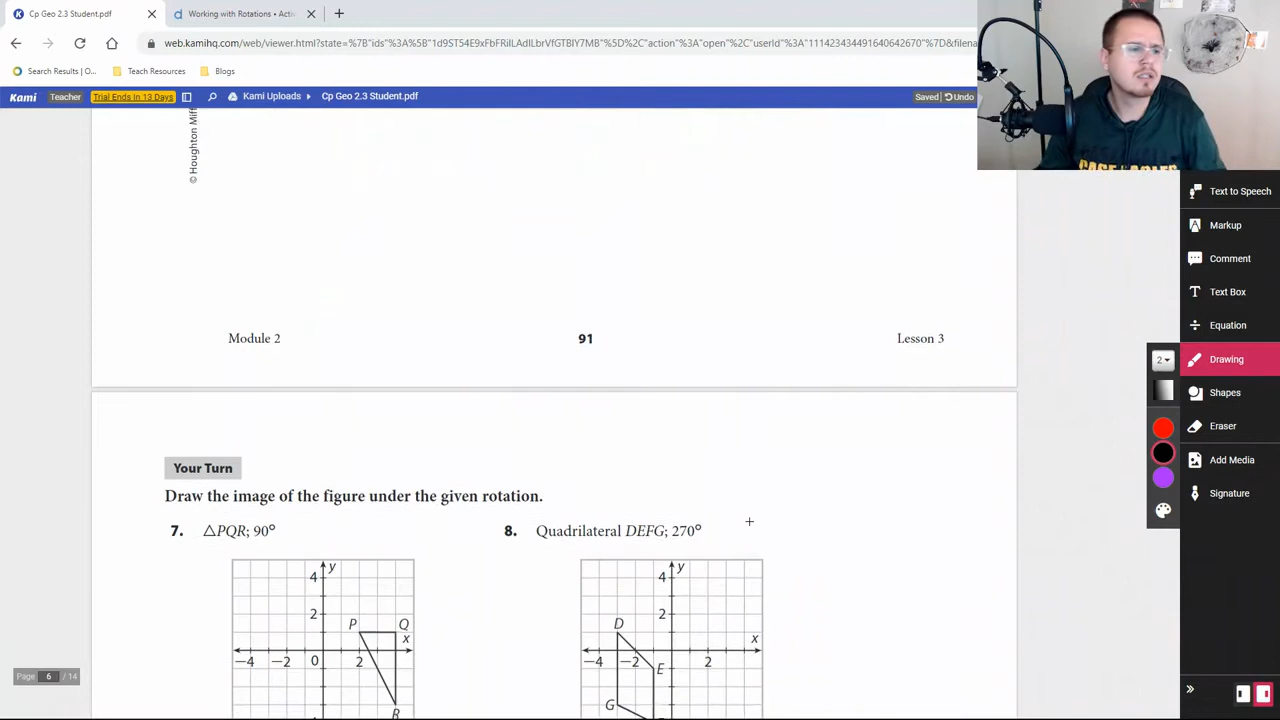 Cp Geo 2.3 Student.pdf
Working with Rotations • Acti
web.kamihq.com/web/viewer.html?state=%7B"ids"%3A%5B"1d9ST54E9xFbFRiKAdILbrVfGTBIY7MB"%5D%2C"action"%3A"open"%2C"userId"%3A"111423434491640642670"%7D&filena
Search Results | O...
Teach Resources
Blogs
Kami
Teacher
Trial Ends In 13 Days
Kami Uploads
Cp Geo 2.3 Student.pdf
Saved
Undo
© Houghton Miff
Module 2
91
Lesson 3
Your Turn
Draw the image of the figure under the given rotation.
7. △PQR; 90°
8. Quadrilateral DEFG; 270°
y
4
2
P Q
x
−4 −2 0 2
R
y
4
2
D
x
−4 −2 2
E
G
Text to Speech
Markup
Comment
Text Box
Equation
2
Drawing
Shapes
Eraser
Add Media
Signature
Page 6 / 14